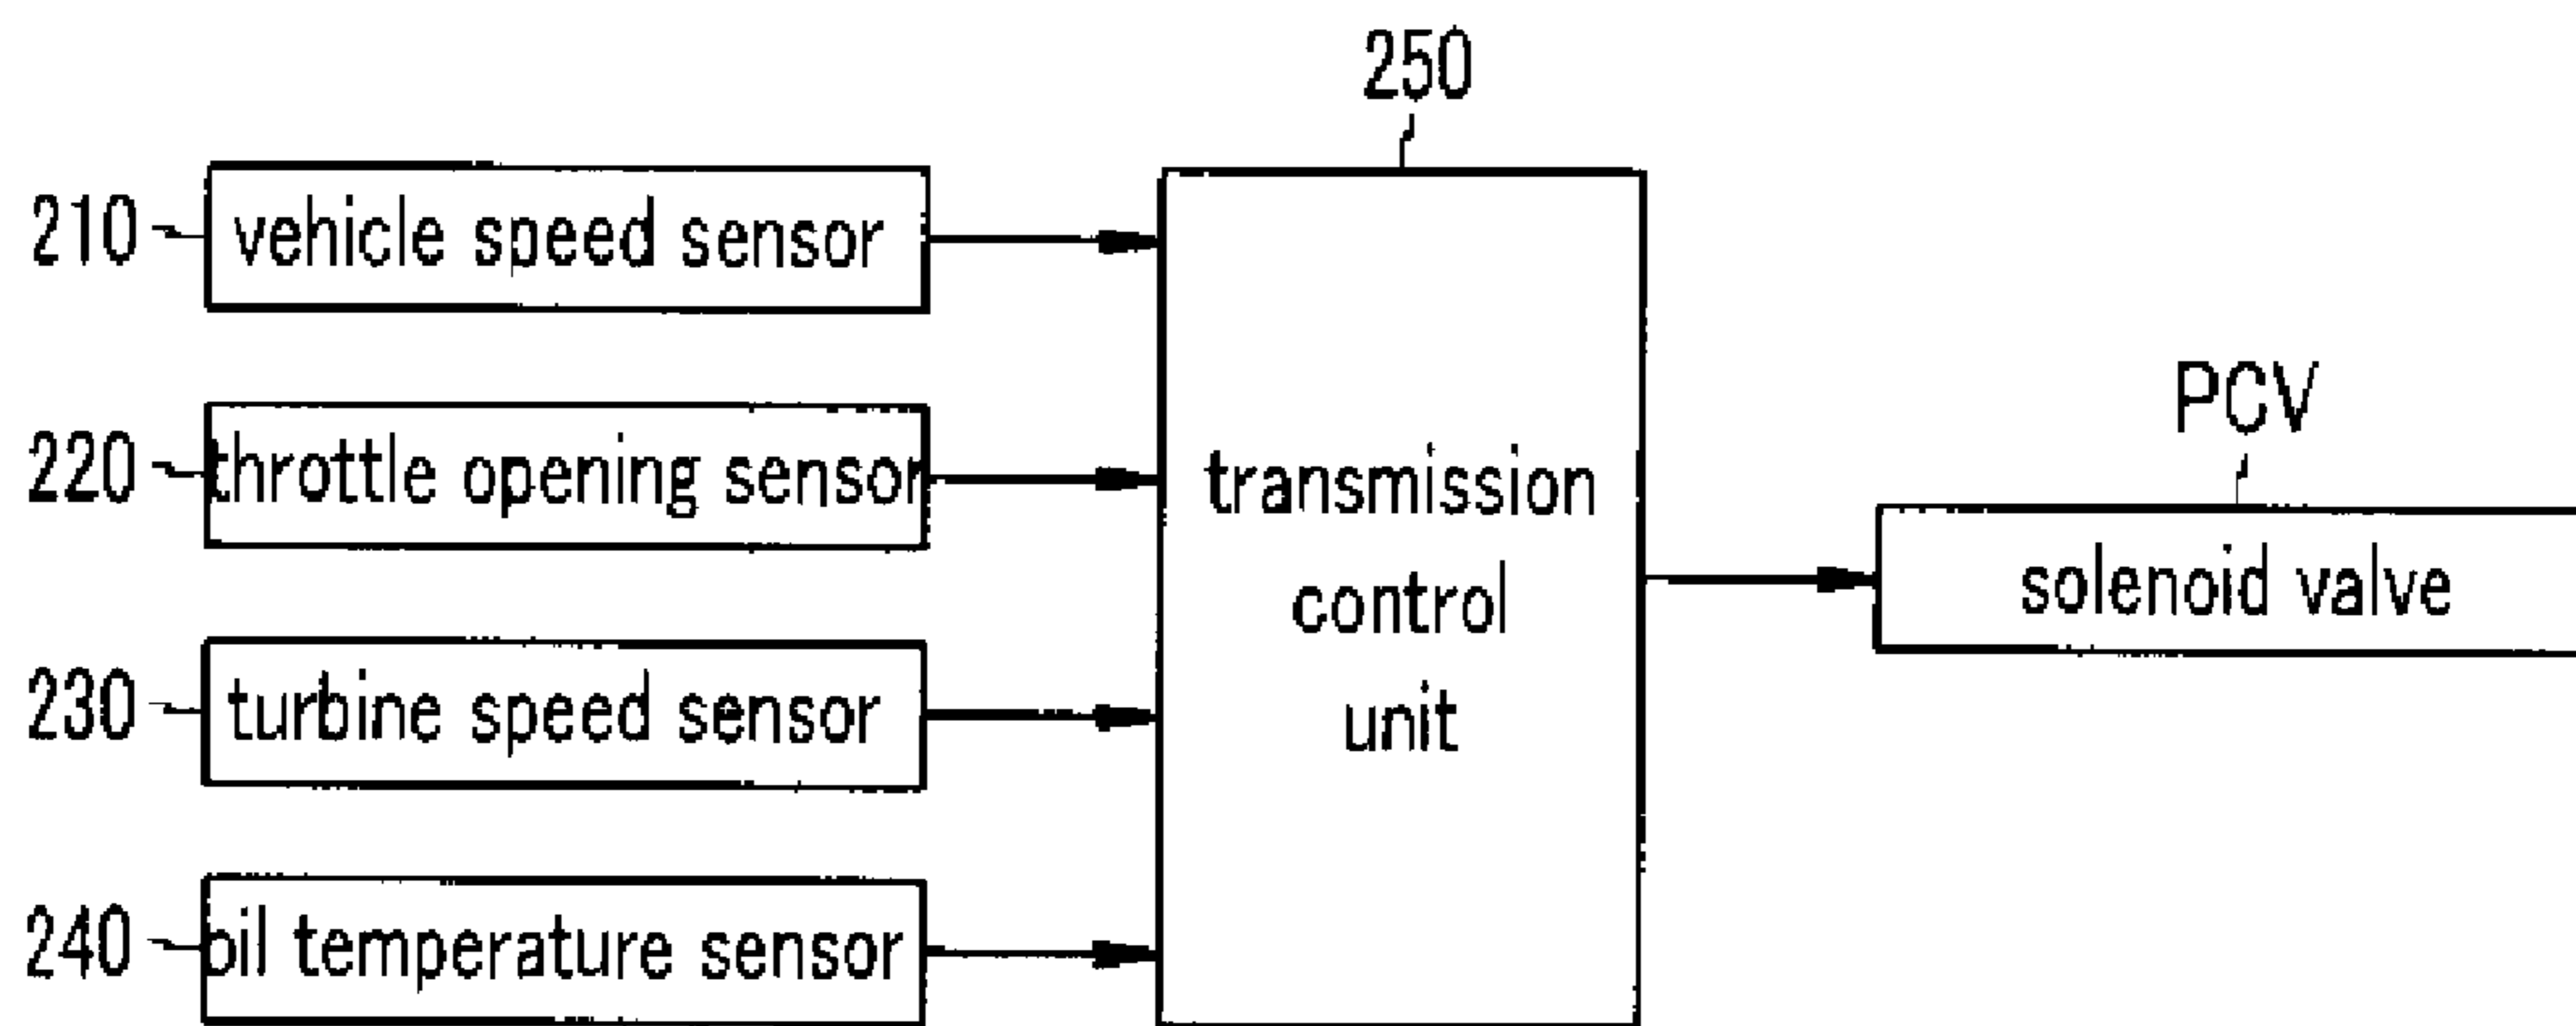 250
210 vehicle speed sensor
PCV
220 throttle opening sensor
transmission
control
unit
solenoid valve
230 turbine speed sensor
240 oil temperature sensor